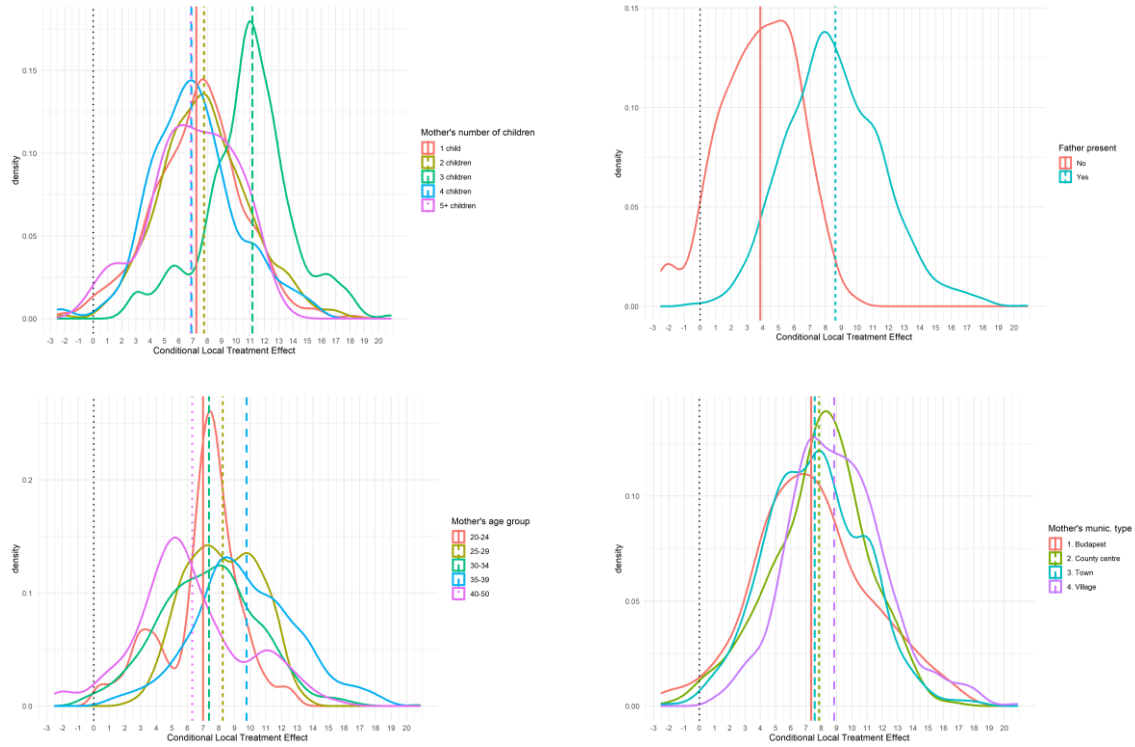 0.15
0.10
0.05
0.00
density
-3 -2 -1 0 1 2 3 4 5 6 7 8 9 10 11 12 13 14 15 16 17 18 19 20
Conditional Local Treatment Effect
Mother's number of children
1 child
2 children
3 children
4 children
5+ children
0.15
0.10
0.05
0.00
density
-3 -2 -1 0 1 2 3 4 5 6 7 8 9 10 11 12 13 14 15 16 17 18 19 20
Conditional Local Treatment Effect
Father present
No
Yes
0.2
0.1
0.0
density
-3 -2 -1 0 1 2 3 4 5 6 7 8 9 10 11 12 13 14 15 16 17 18 19 20
Conditional Local Treatment Effect
Mother's age group
20-24
25-29
30-34
35-39
40-50
0.10
0.05
0.00
density
-3 -2 -1 0 1 2 3 4 5 6 7 8 9 10 11 12 13 14 15 16 17 18 19 20
Conditional Local Treatment Effect
Mother's munic. type
1. Budapest
2. County centre
3. Town
4. Village